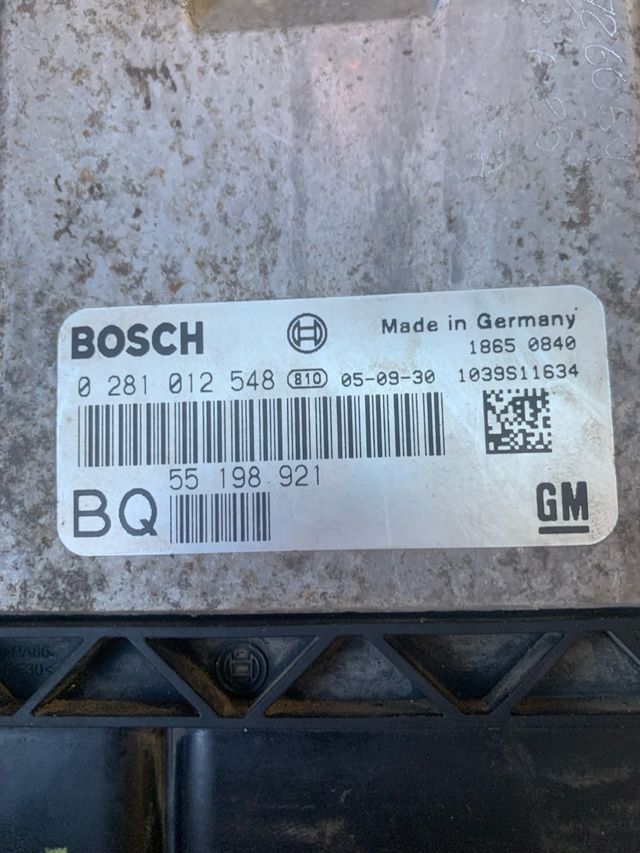 BOSCH
Made in Germany
1865 0840
0 281 012 548 810 05-09-30 1039S11634
55 198 921
BQ
GM